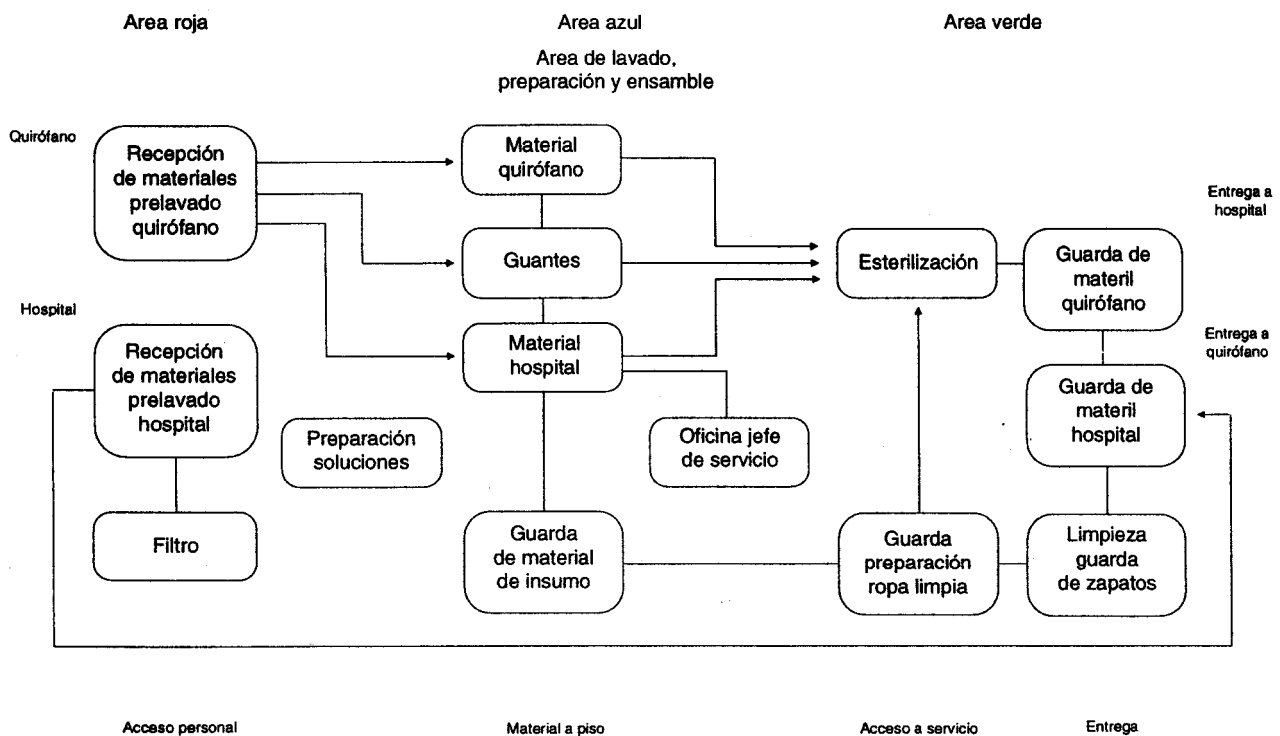 Area roja
Area azul
Area verde
Area de lavado,
preparación y ensamble
Quirófano
Recepción
de materiales
prelavado
quirófano
Material
quirófano
Guantes
Material
hospital
Esterilización
Guarda de
materil
quirófano
Entrega a
hospital
Hospital
Recepción
de materiales
prelavado
hospital
Preparación
soluciones
Oficina jefe
de servicio
Entrega a
quirófano
Guarda de
materil
hospital
Filtro
Guarda
de material
de insumo
Guarda
preparación
ropa limpia
Limpieza
guarda
de zapatos
Acceso personal
Material a piso
Acceso a servicio
Entrega